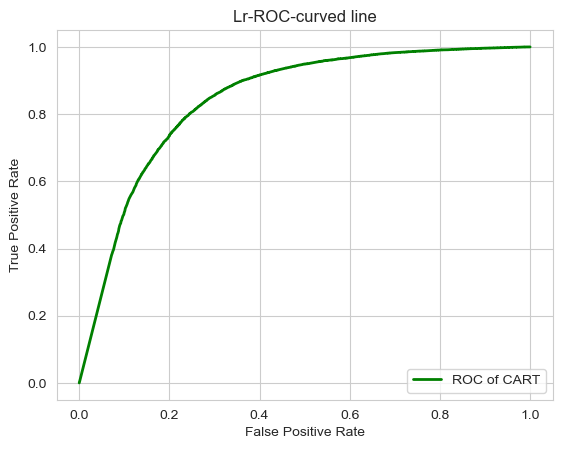 Lr-ROC-curved line
True Positive Rate
1.0
0.8
0.6
0.4
0.2
0.0
ROC of CART
0.0 0.2 0.4 0.6 0.8 1.0
False Positive Rate